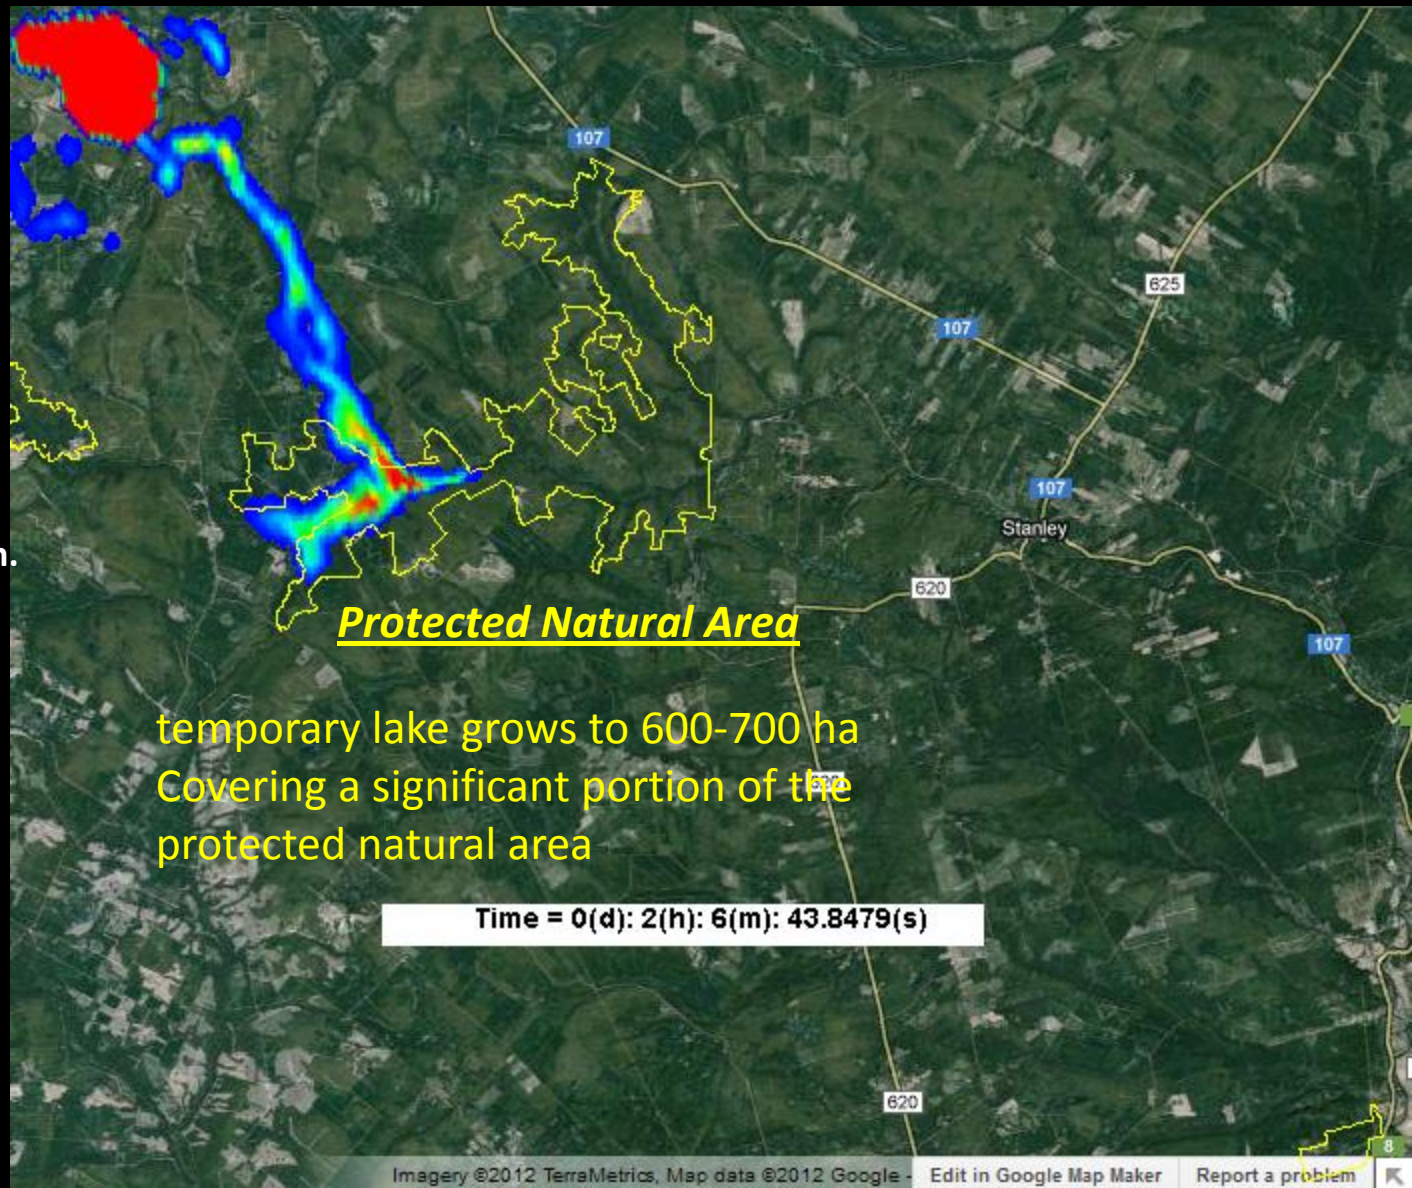 107
625
107
107
Stanley
n.
620
Protected Natural Area
107
temporary lake grows to 600-700 ha
Covering a significant portion of the
protected natural area
Time = 0(d): 2(h): 6(m): 43.8479(s)
620
8
Imagery ©2012 TerraMetrics, Map data ©2012 Google - Edit in Google Map Maker Report a problem